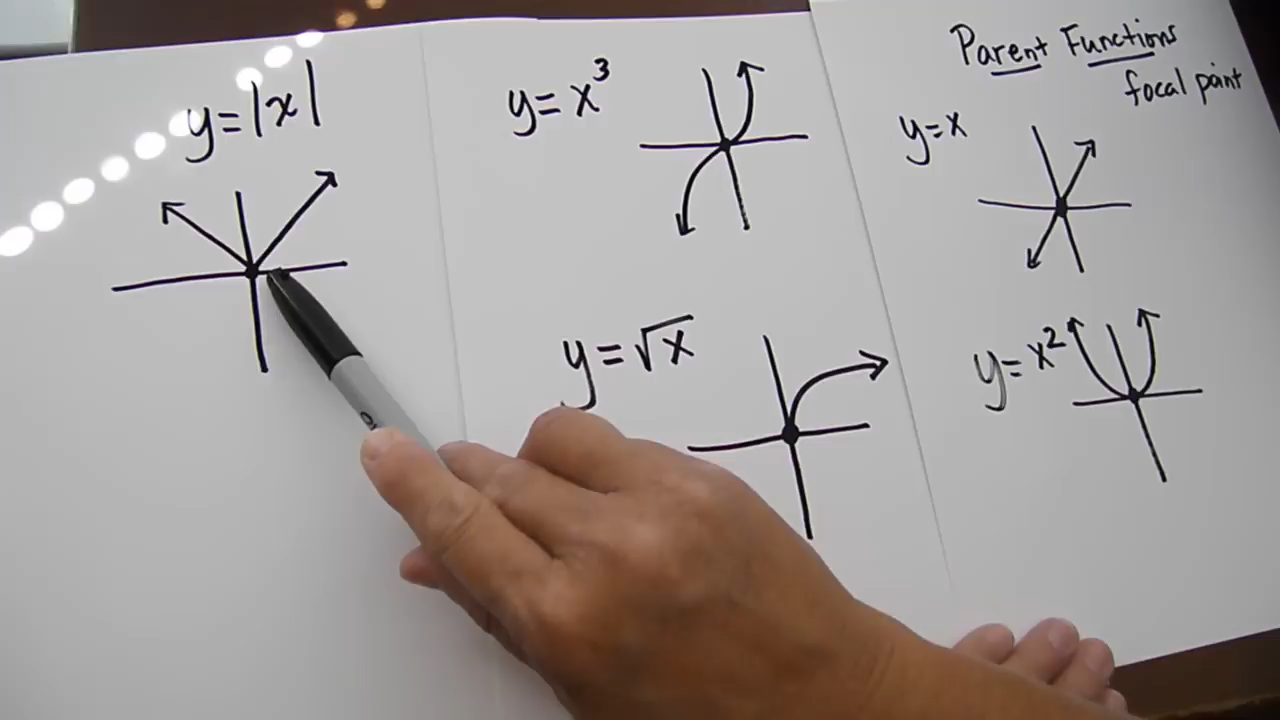 y=|x|
y=x³
y=√x
Parent Functions
focal point
y=x
y=x²